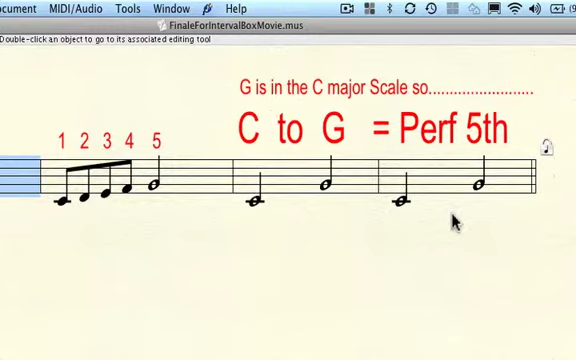 ocument MIDI/Audio Tools Window Help
FinaleForIntervalBoxMovie.mus
Double-click an object to go to its associated editing tool
G is in the C major Scale so........................
C to G = Perf 5th
1 2 3 4 5